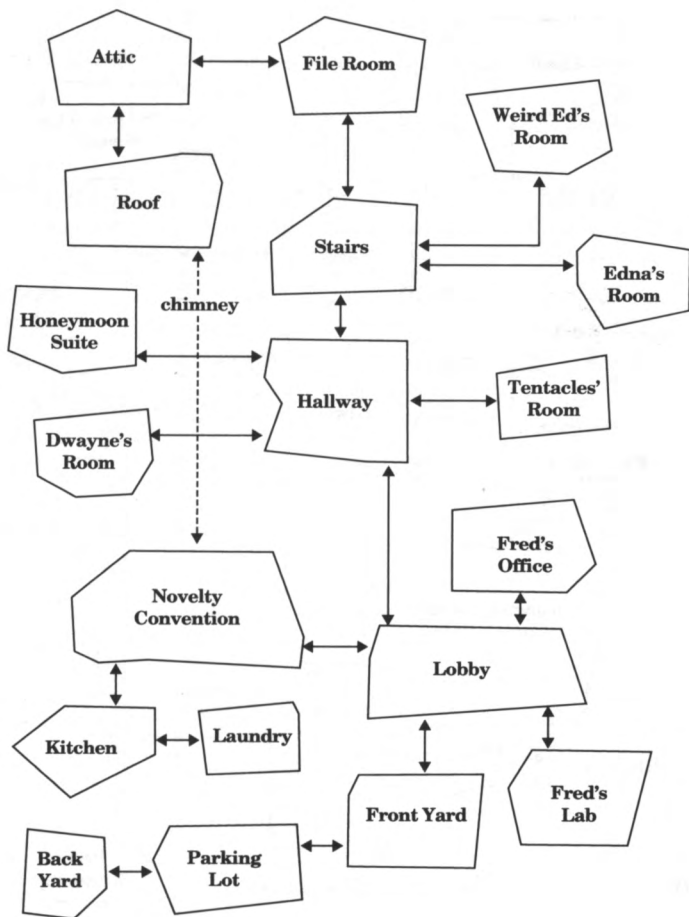 Attic
File Room
Weird Ed's
Room
Roof
Stairs
Edna's
Room
chimney
Honeymoon
Suite
Hallway
Tentacles'
Room
Dwayne's
Room
Fred's
Office
Novelty
Convention
Lobby
Kitchen
Laundry
Front Yard
Fred's
Lab
Back
Yard
Parking
Lot